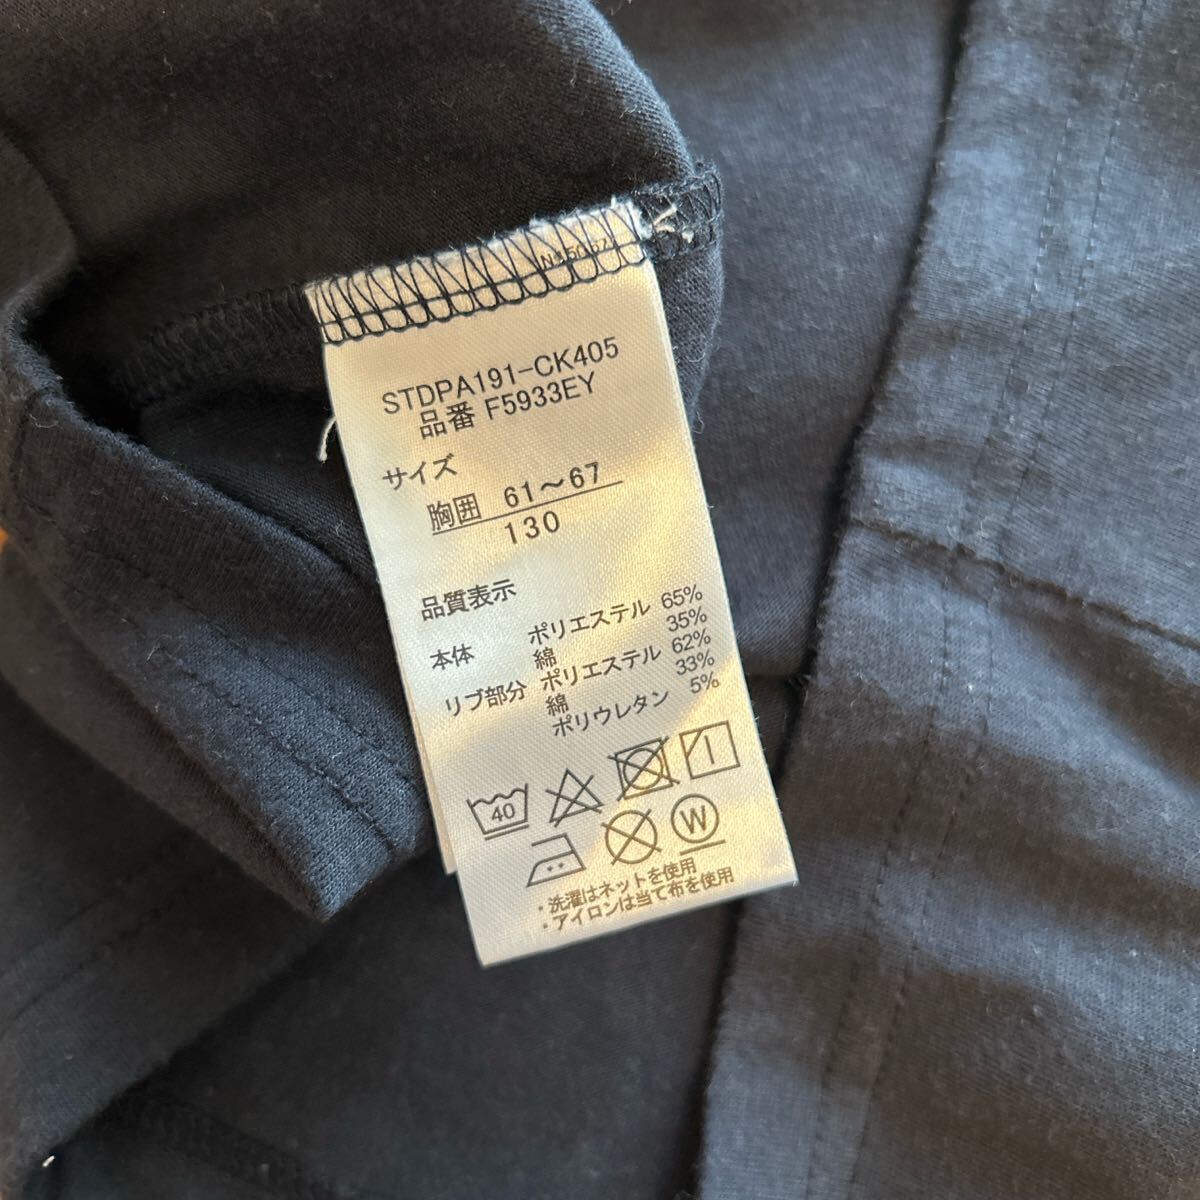 STDPA191-CK405
品番 F5933EY
サイズ
胸囲 61～67
130
品質表示
本体 ポリエステル 65%
綿 35%
リブ部分 ポリエステル 62%
綿 33%
ポリウレタン 5%
40
W
・洗濯はネットを使用
・アイロンは当て布を使用